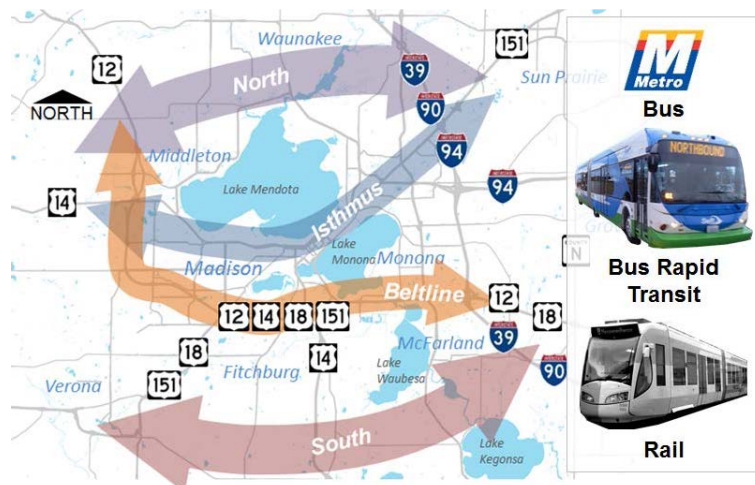 Waunakee
151
12
North
39
Sun Prairie
90
NORTH
94
Middleton
94
Lake Mendota
14
Isthmus
Lake
Monona
Monona
Madison
Beltline
12
12 14 18 151
18
39
McFarland
18
14
90
Fitchburg
Lake
Waubesa
151
Verona
South
Lake
Kegonsa
M
Metro
Bus
NORTHBOUND
COUNTY
N
Bus Rapid
Transit
Rail